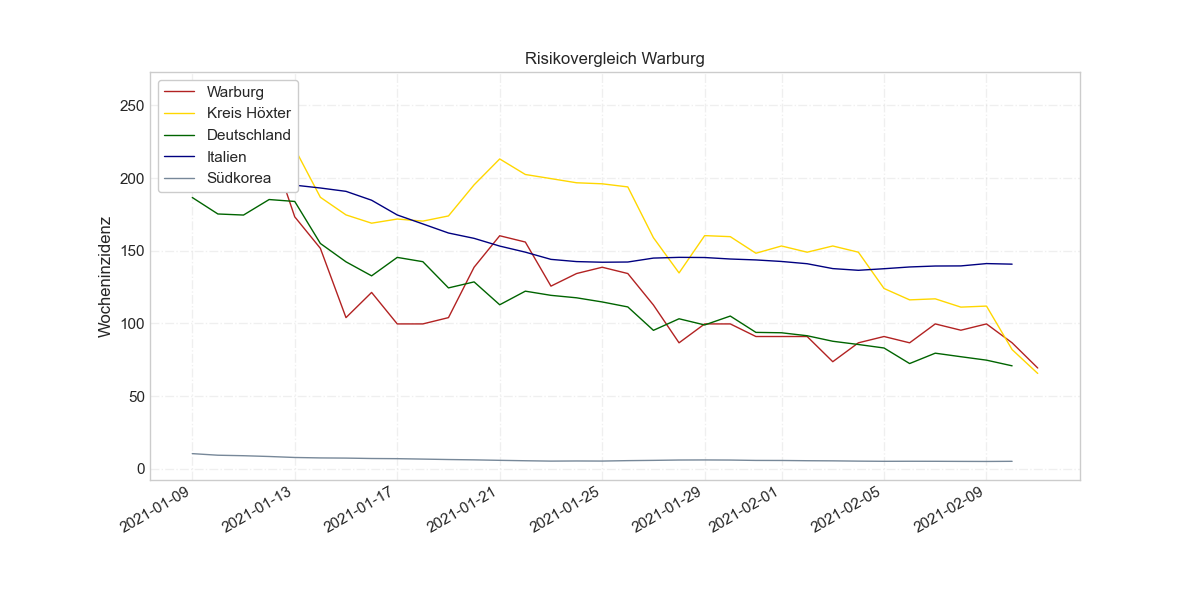 Risikovergleich Warburg
Warburg
Kreis Höxter
Deutschland
Italien
Südkorea
Wocheninzidenz
250
200
150
100
50
0
2021-01-09
2021-01-13
2021-01-17
2021-01-21
2021-01-25
2021-01-29
2021-02-01
2021-02-05
2021-02-09